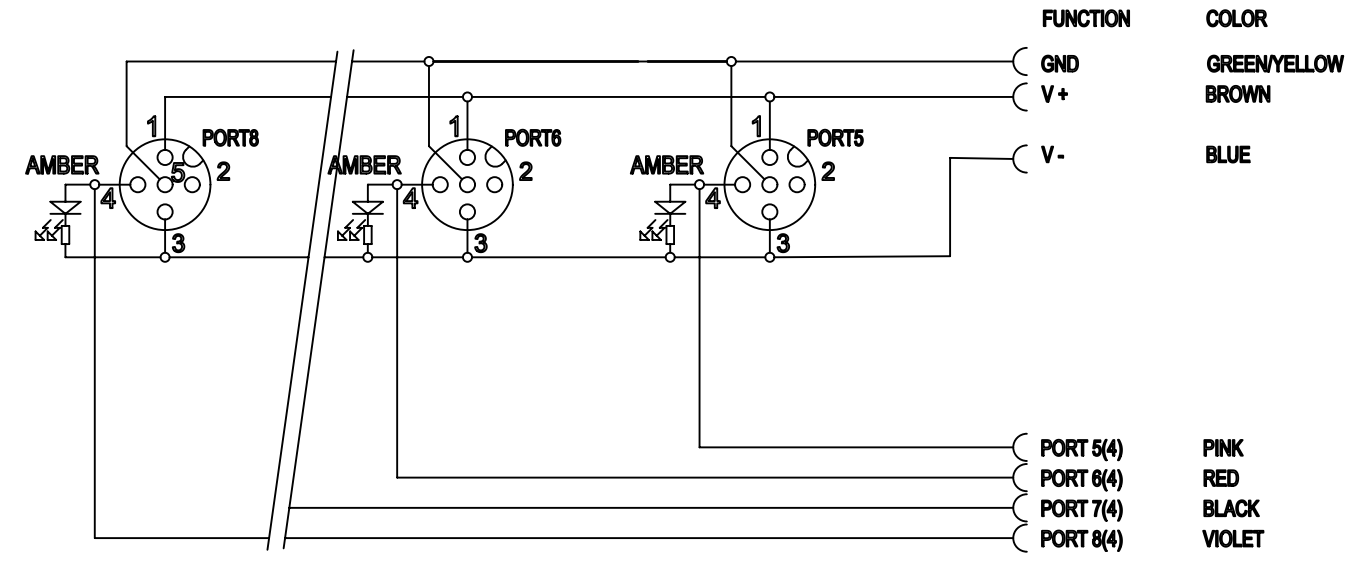 FUNCTION COLOR
GND GREEN/YELLOW
V + BROWN
1 PORT8 1 PORT6 1 PORT5
V - BLUE
AMBER 5 2 AMBER 2 AMBER 2
4 4 4
3 3 3
PORT 5(4) PINK
PORT 6(4) RED
PORT 7(4) BLACK
PORT 8(4) VIOLET